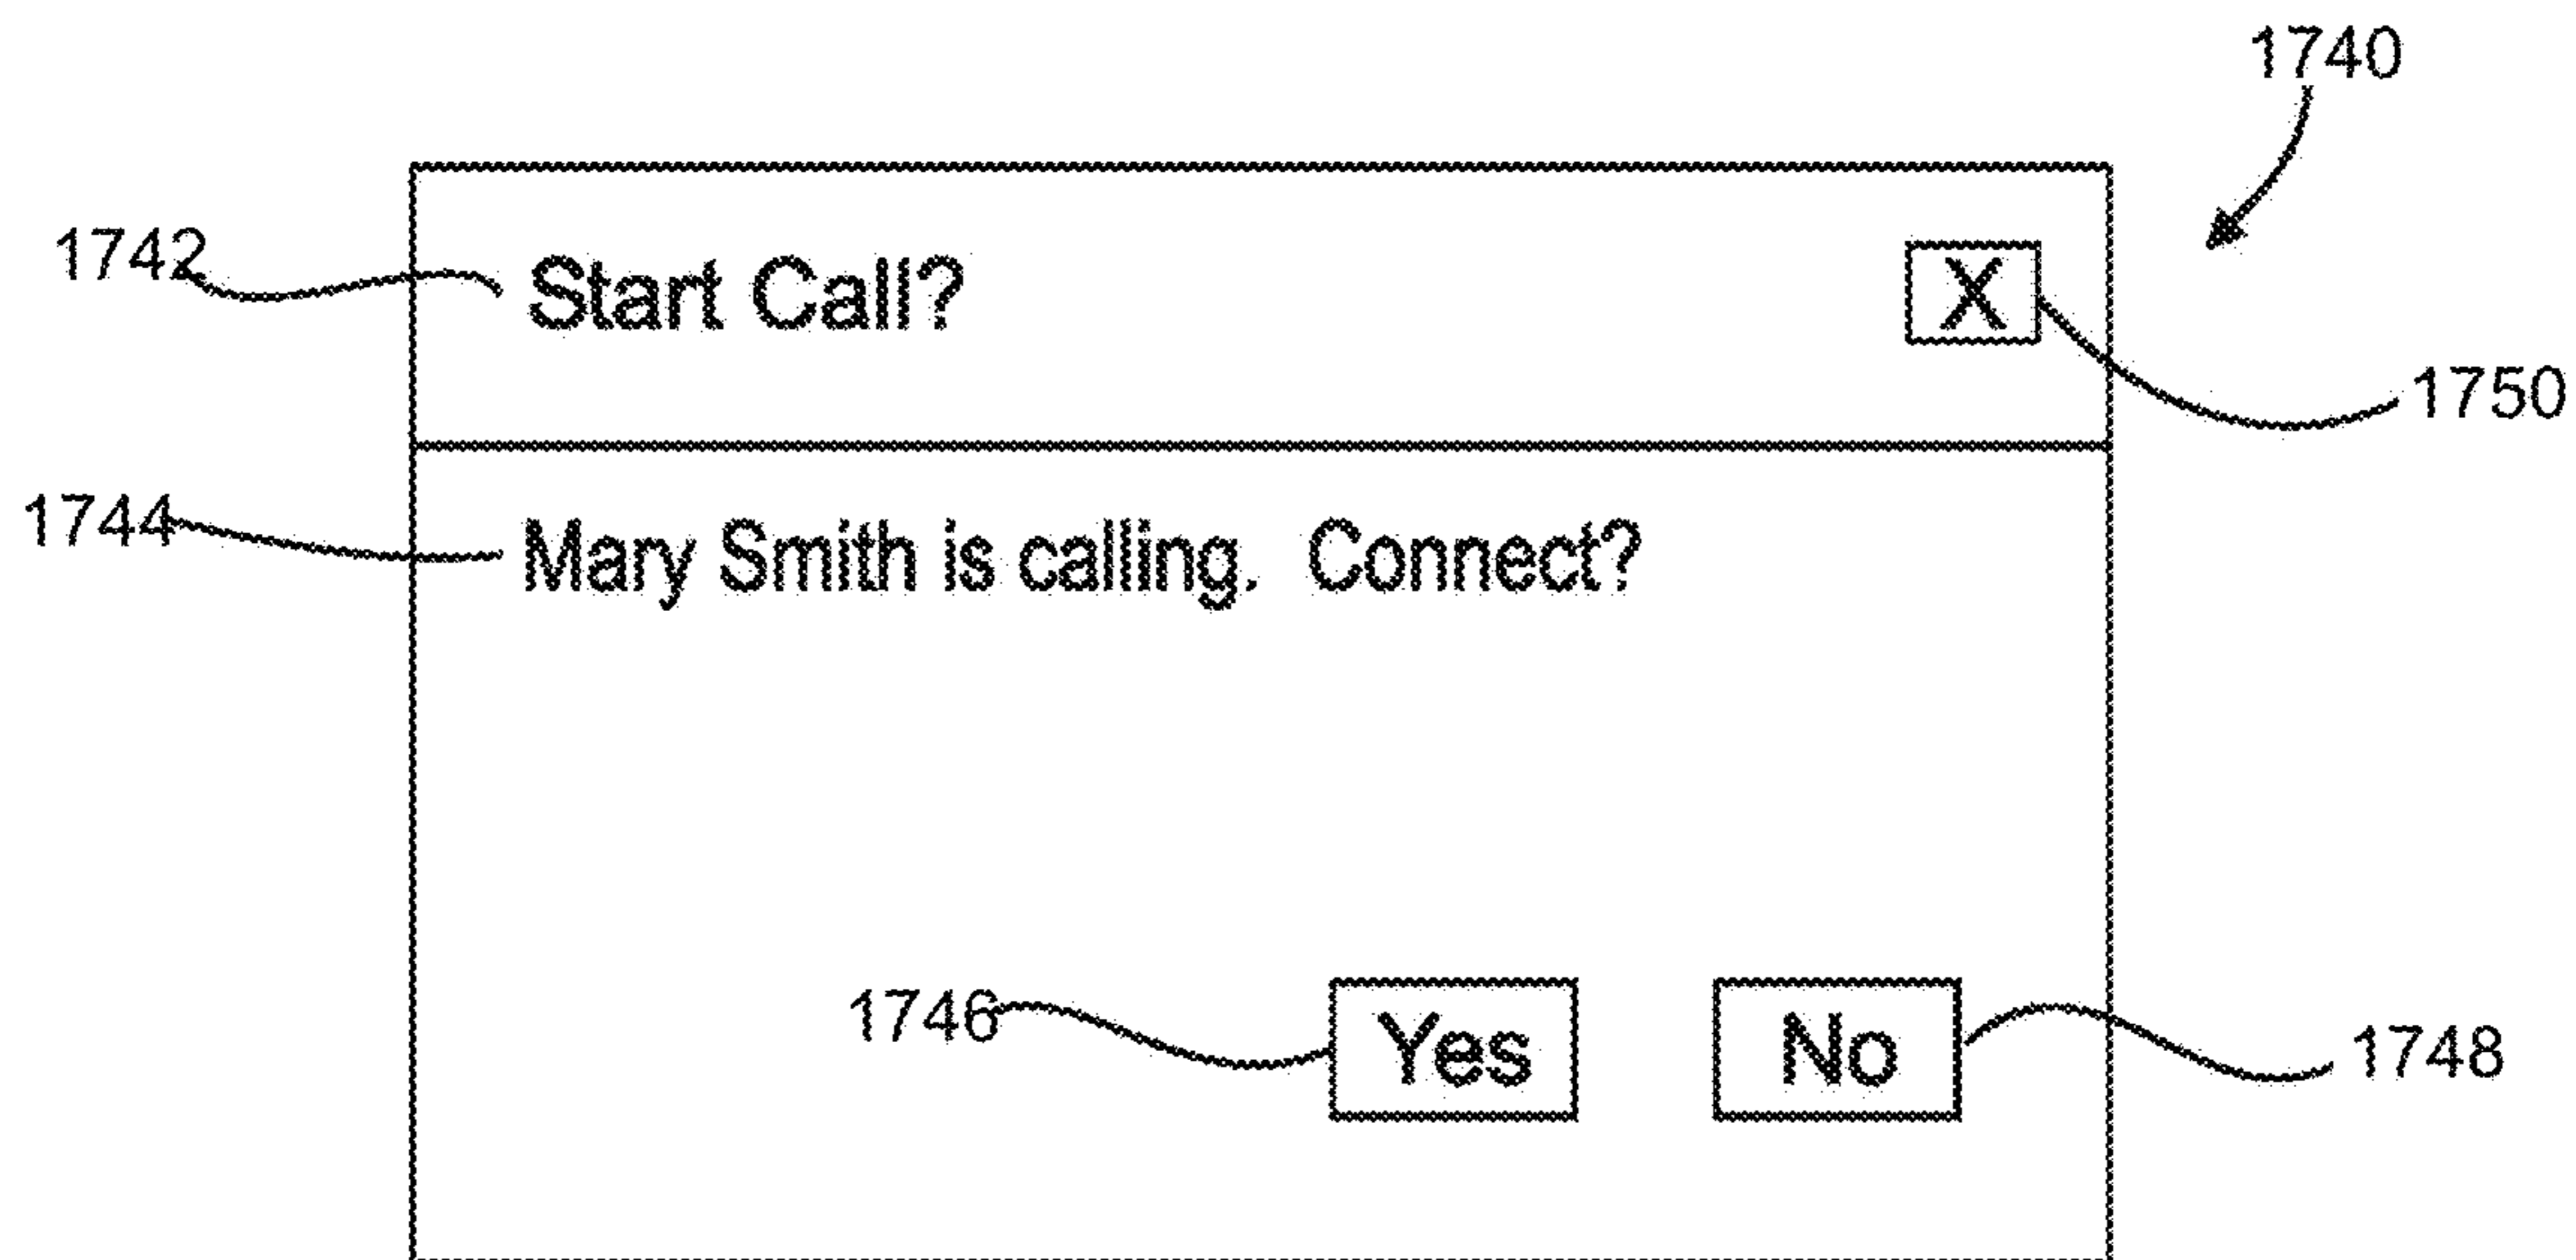 1740
1742 Start Call? X
1750
1744 Mary Smith is calling. Connect?
1746 Yes No 1748